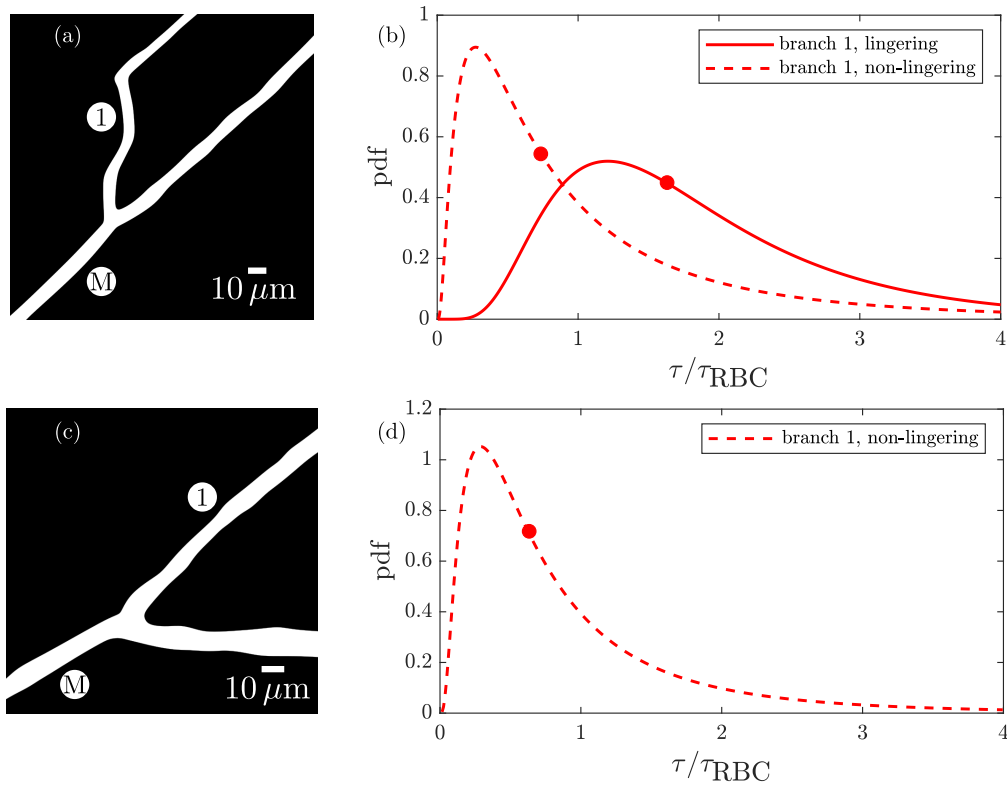 (a)
1
M
10 μm
(b)
branch 1, lingering
branch 1, non-lingering
1
0.8
0.6
0.4
0.2
0
pdf
0 1 2 3 4
τ/τRBC
(c)
1
M
10 μm
(d)
branch 1, non-lingering
1.2
1
0.8
0.6
0.4
0.2
0
pdf
0 1 2 3 4
τ/τRBC